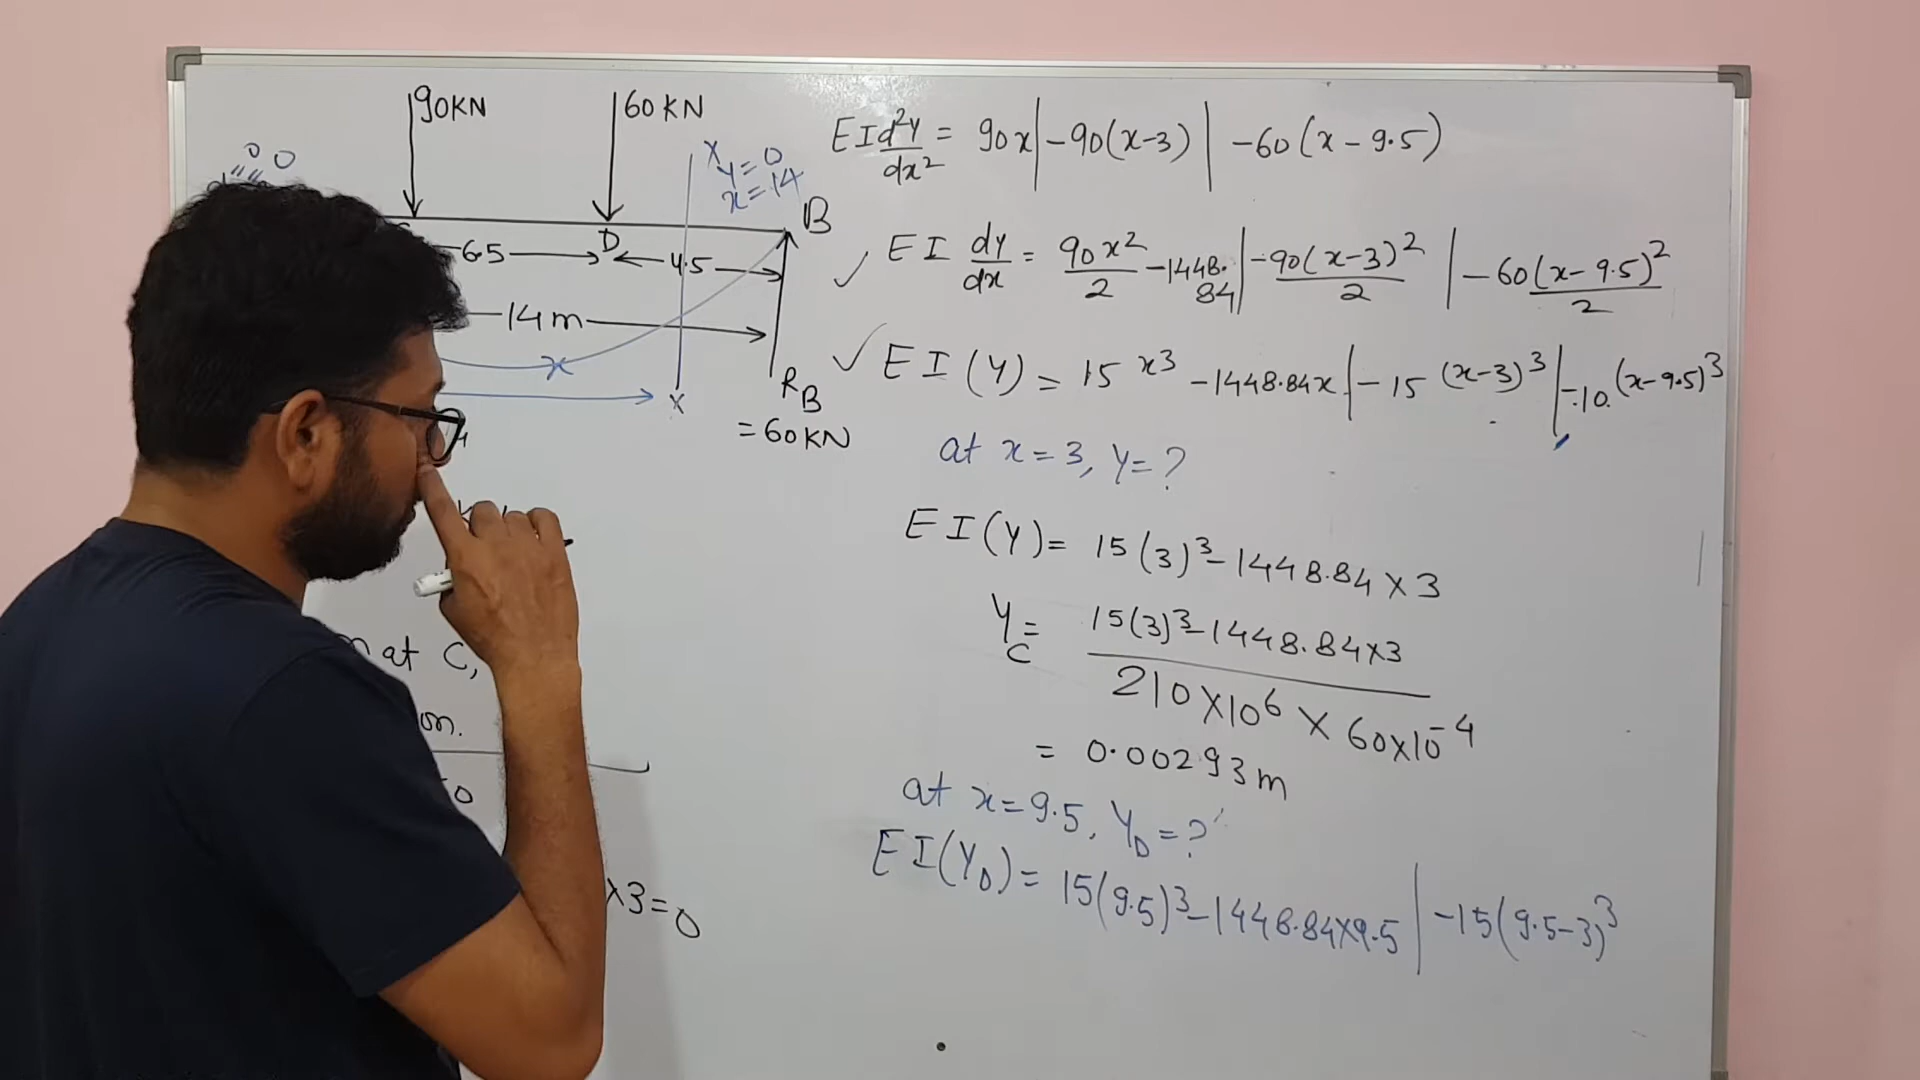 90KN
60 KN
0 0
x
y=0
x=14
B
D
6.5
4.5
14m
x
x
RB
=60KN
at C,
on.
×3=0
EI d²y/dx² = 90x | -90(x-3) | -60(x-9.5)
✓ EI dy/dx = 90x²/2 -1448.84 | -90(x-3)²/2 | -60(x-9.5)²/2
✓ EI(y) = 15 x³ -1448.84x | -15 (x-3)³ | -10 (x-9.5)³
at x=3, y=?
EI(y)= 15(3)³-1448.84×3
yc = 15(3)³-1448.84×3
210×10⁶ × 60×10⁻⁴
= 0.00293m
at x=9.5, yD=?
EI(yD)= 15(9.5)³-1448.84×9.5 | -15(9.5-3)³